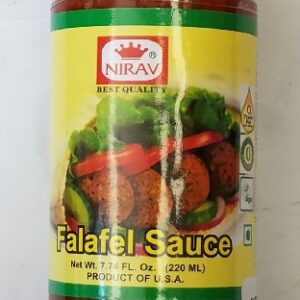 NIRAV®
BEST QUALITY
Falafel Sauce
Net Wt. 7.74 FL. Oz. (220 ML)
PRODUCT OF U.S.A.